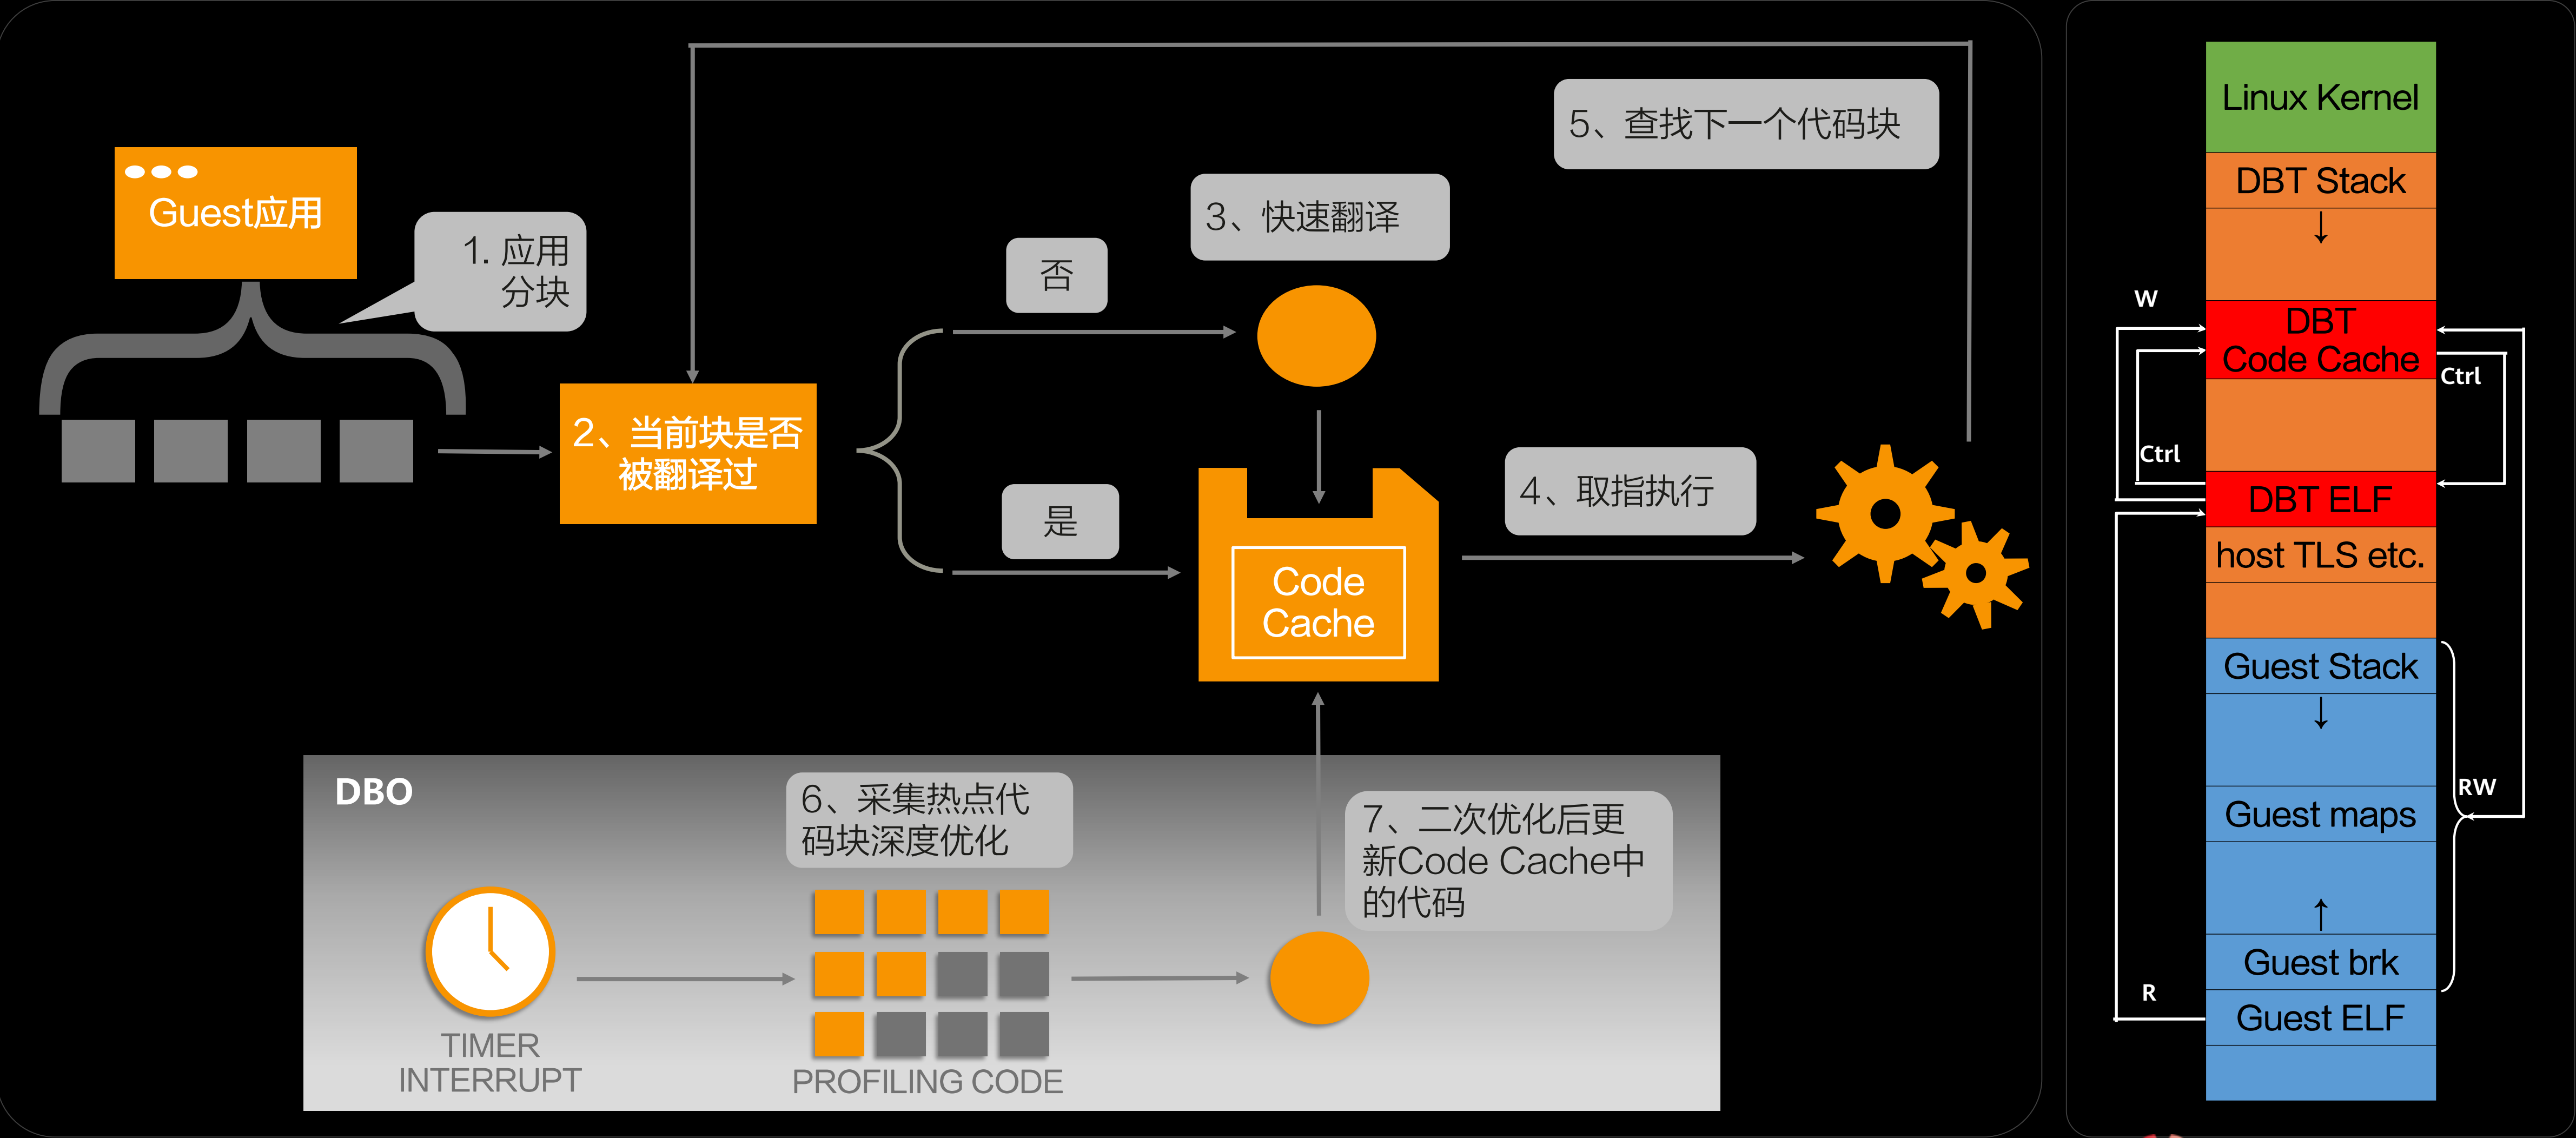 Guest应用
1. 应用
分块
2、当前块是否
被翻译过
否
是
3、快速翻译
Code
Cache
4、取指执行
5、查找下一个代码块
DBO
TIMER
INTERRUPT
6、采集热点代
码块深度优化
PROFILING CODE
7、二次优化后更
新Code Cache中
的代码
Linux Kernel
DBT Stack
↓
W
DBT
Code Cache
Ctrl
Ctrl
DBT ELF
host TLS etc.
Guest Stack
↓
RW
Guest maps
↑
Guest brk
R
Guest ELF